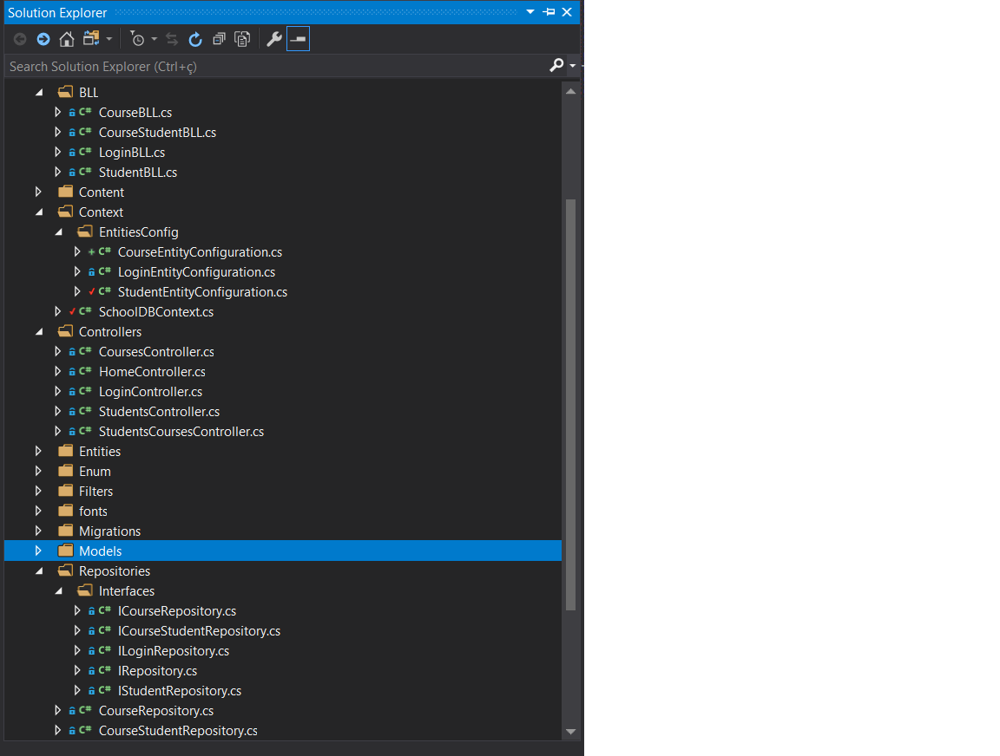 Solution Explorer
Search Solution Explorer (Ctrl+ç)
BLL
C# CourseBLL.cs
C# CourseStudentBLL.cs
C# LoginBLL.cs
C# StudentBLL.cs
Content
Context
EntitiesConfig
C# CourseEntityConfiguration.cs
C# LoginEntityConfiguration.cs
C# StudentEntityConfiguration.cs
C# SchoolDBContext.cs
Controllers
C# CoursesController.cs
C# HomeController.cs
C# LoginController.cs
C# StudentsController.cs
C# StudentsCoursesController.cs
Entities
Enum
Filters
fonts
Migrations
Models
Repositories
Interfaces
C# ICourseRepository.cs
C# ICourseStudentRepository.cs
C# ILoginRepository.cs
C# IRepository.cs
C# IStudentRepository.cs
C# CourseRepository.cs
C# CourseStudentRepository.cs